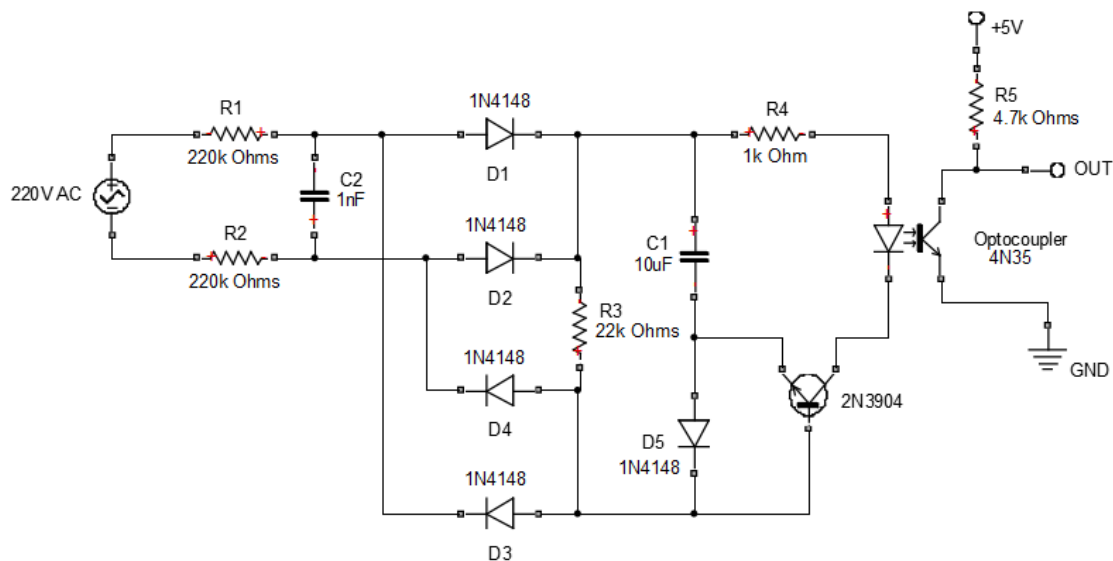 +5V
R5
4.7k Ohms
OUT
1N4148
D1
R1
220k Ohms
R4
1k Ohm
220V AC
C2
1nF
R2
220k Ohms
1N4148
D2
C1
10uF
Optocoupler
4N35
R3
22k Ohms
GND
1N4148
D4
2N3904
D5
1N4148
1N4148
D3